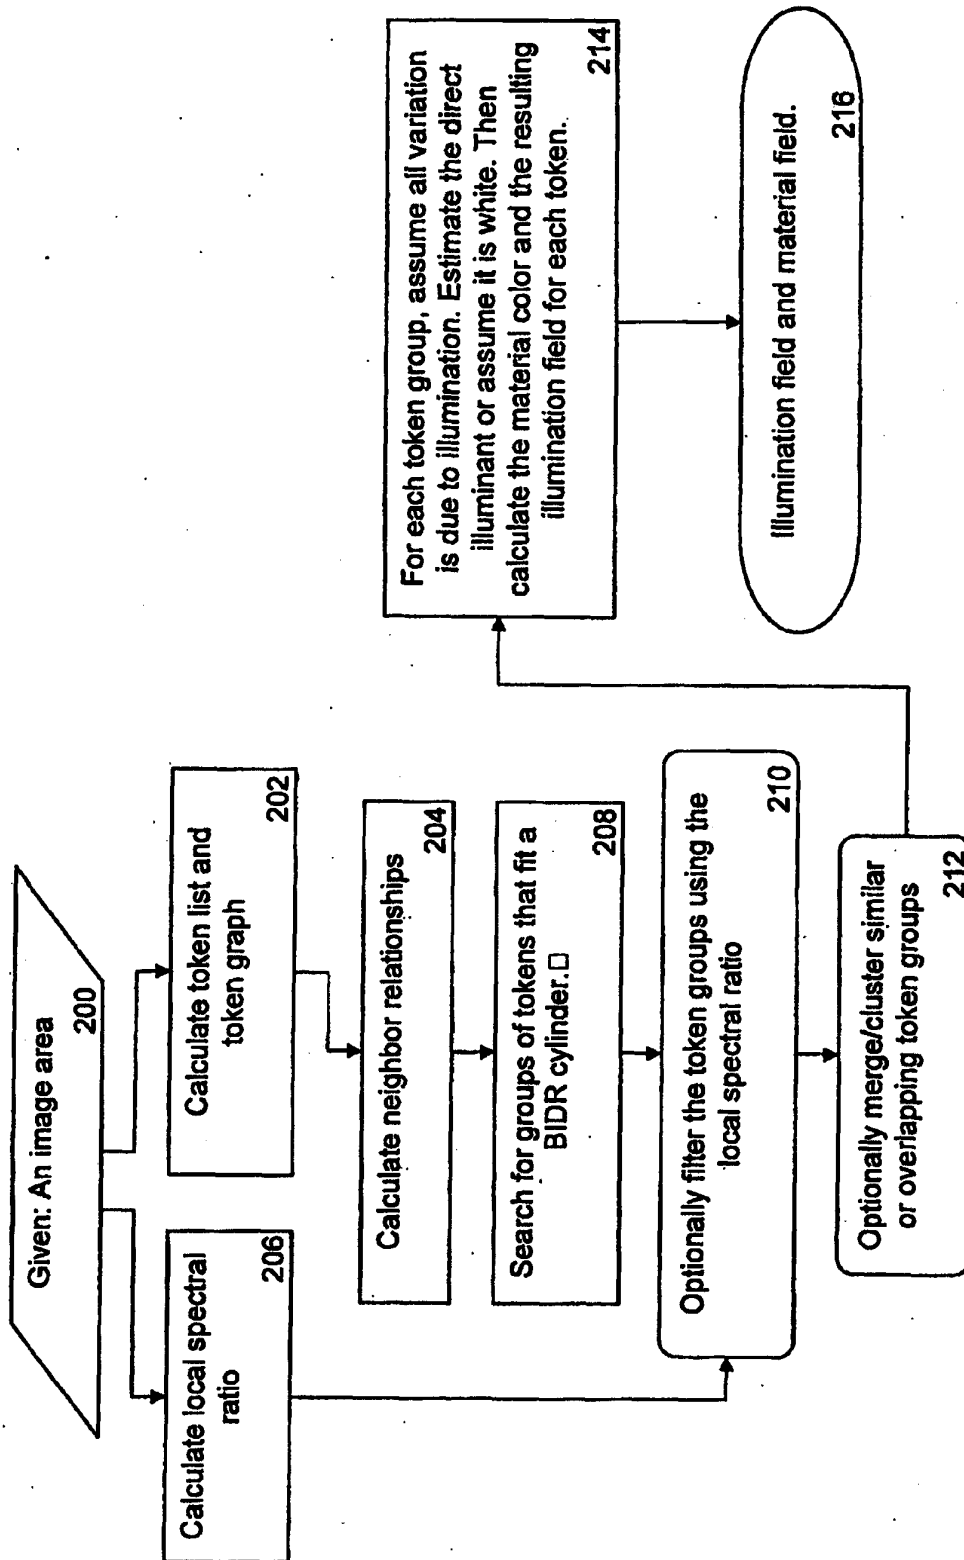 Given: An image area
200
Calculate local spectral
ratio
206
Calculate token list and
token graph
202
Calculate neighbor relationships
204
Search for groups of tokens that fit a
BIDR cylinder.□
208
Optionally filter the token groups using the
local spectral ratio
210
Optionally merge/cluster similar
or overlapping token groups
212
For each token group, assume all variation
is due to illumination. Estimate the direct
illuminant or assume it is white. Then
calculate the material color and the resulting
illumination field for each token.
214
Illumination field and material field.
216